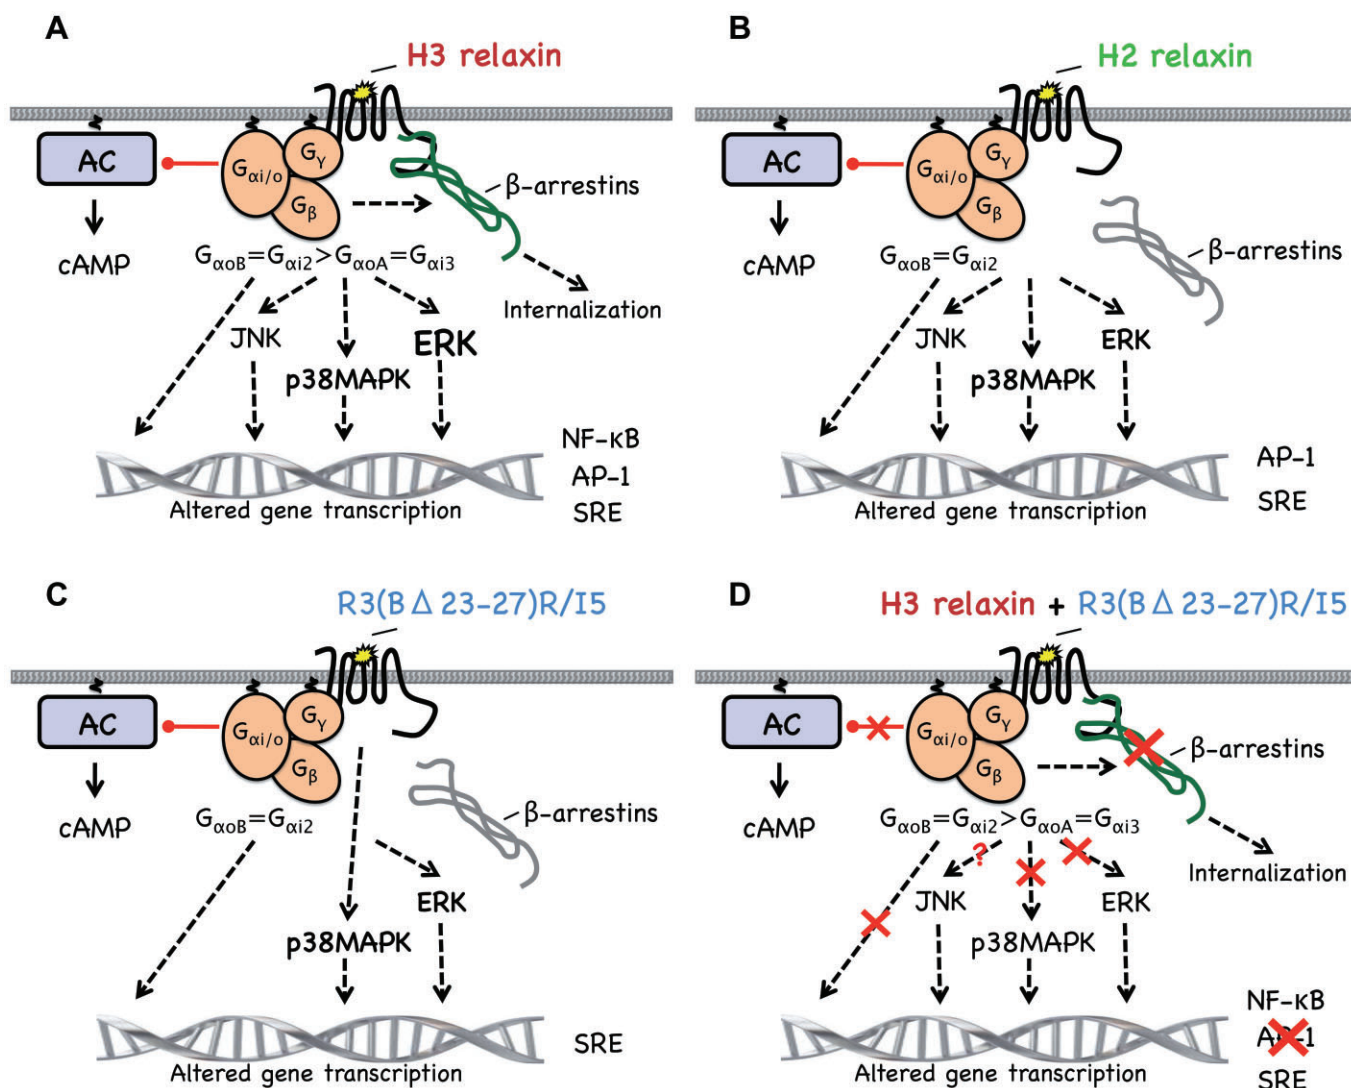 A
H3 relaxin
AC
Gαi/o
Gγ
Gβ
β-arrestins
cAMP
GαoB=Gαi2>GαoA=Gαi3
Internalization
JNK
ERK
p38MAPK
NF-κB
AP-1
SRE
Altered gene transcription
B
H2 relaxin
AC
Gαi/o
Gγ
Gβ
β-arrestins
cAMP
GαoB=Gαi2
JNK
ERK
p38MAPK
AP-1
SRE
Altered gene transcription
C
R3(BΔ23-27)R/I5
AC
Gαi/o
Gγ
Gβ
β-arrestins
cAMP
GαoB=Gαi2
ERK
p38MAPK
SRE
Altered gene transcription
D
H3 relaxin + R3(BΔ23-27)R/I5
AC
Gαi/o
Gγ
Gβ
β-arrestins
cAMP
GαoB=Gαi2>GαoA=Gαi3
?
Internalization
JNK
ERK
p38MAPK
NF-κB
AP-1
SRE
Altered gene transcription